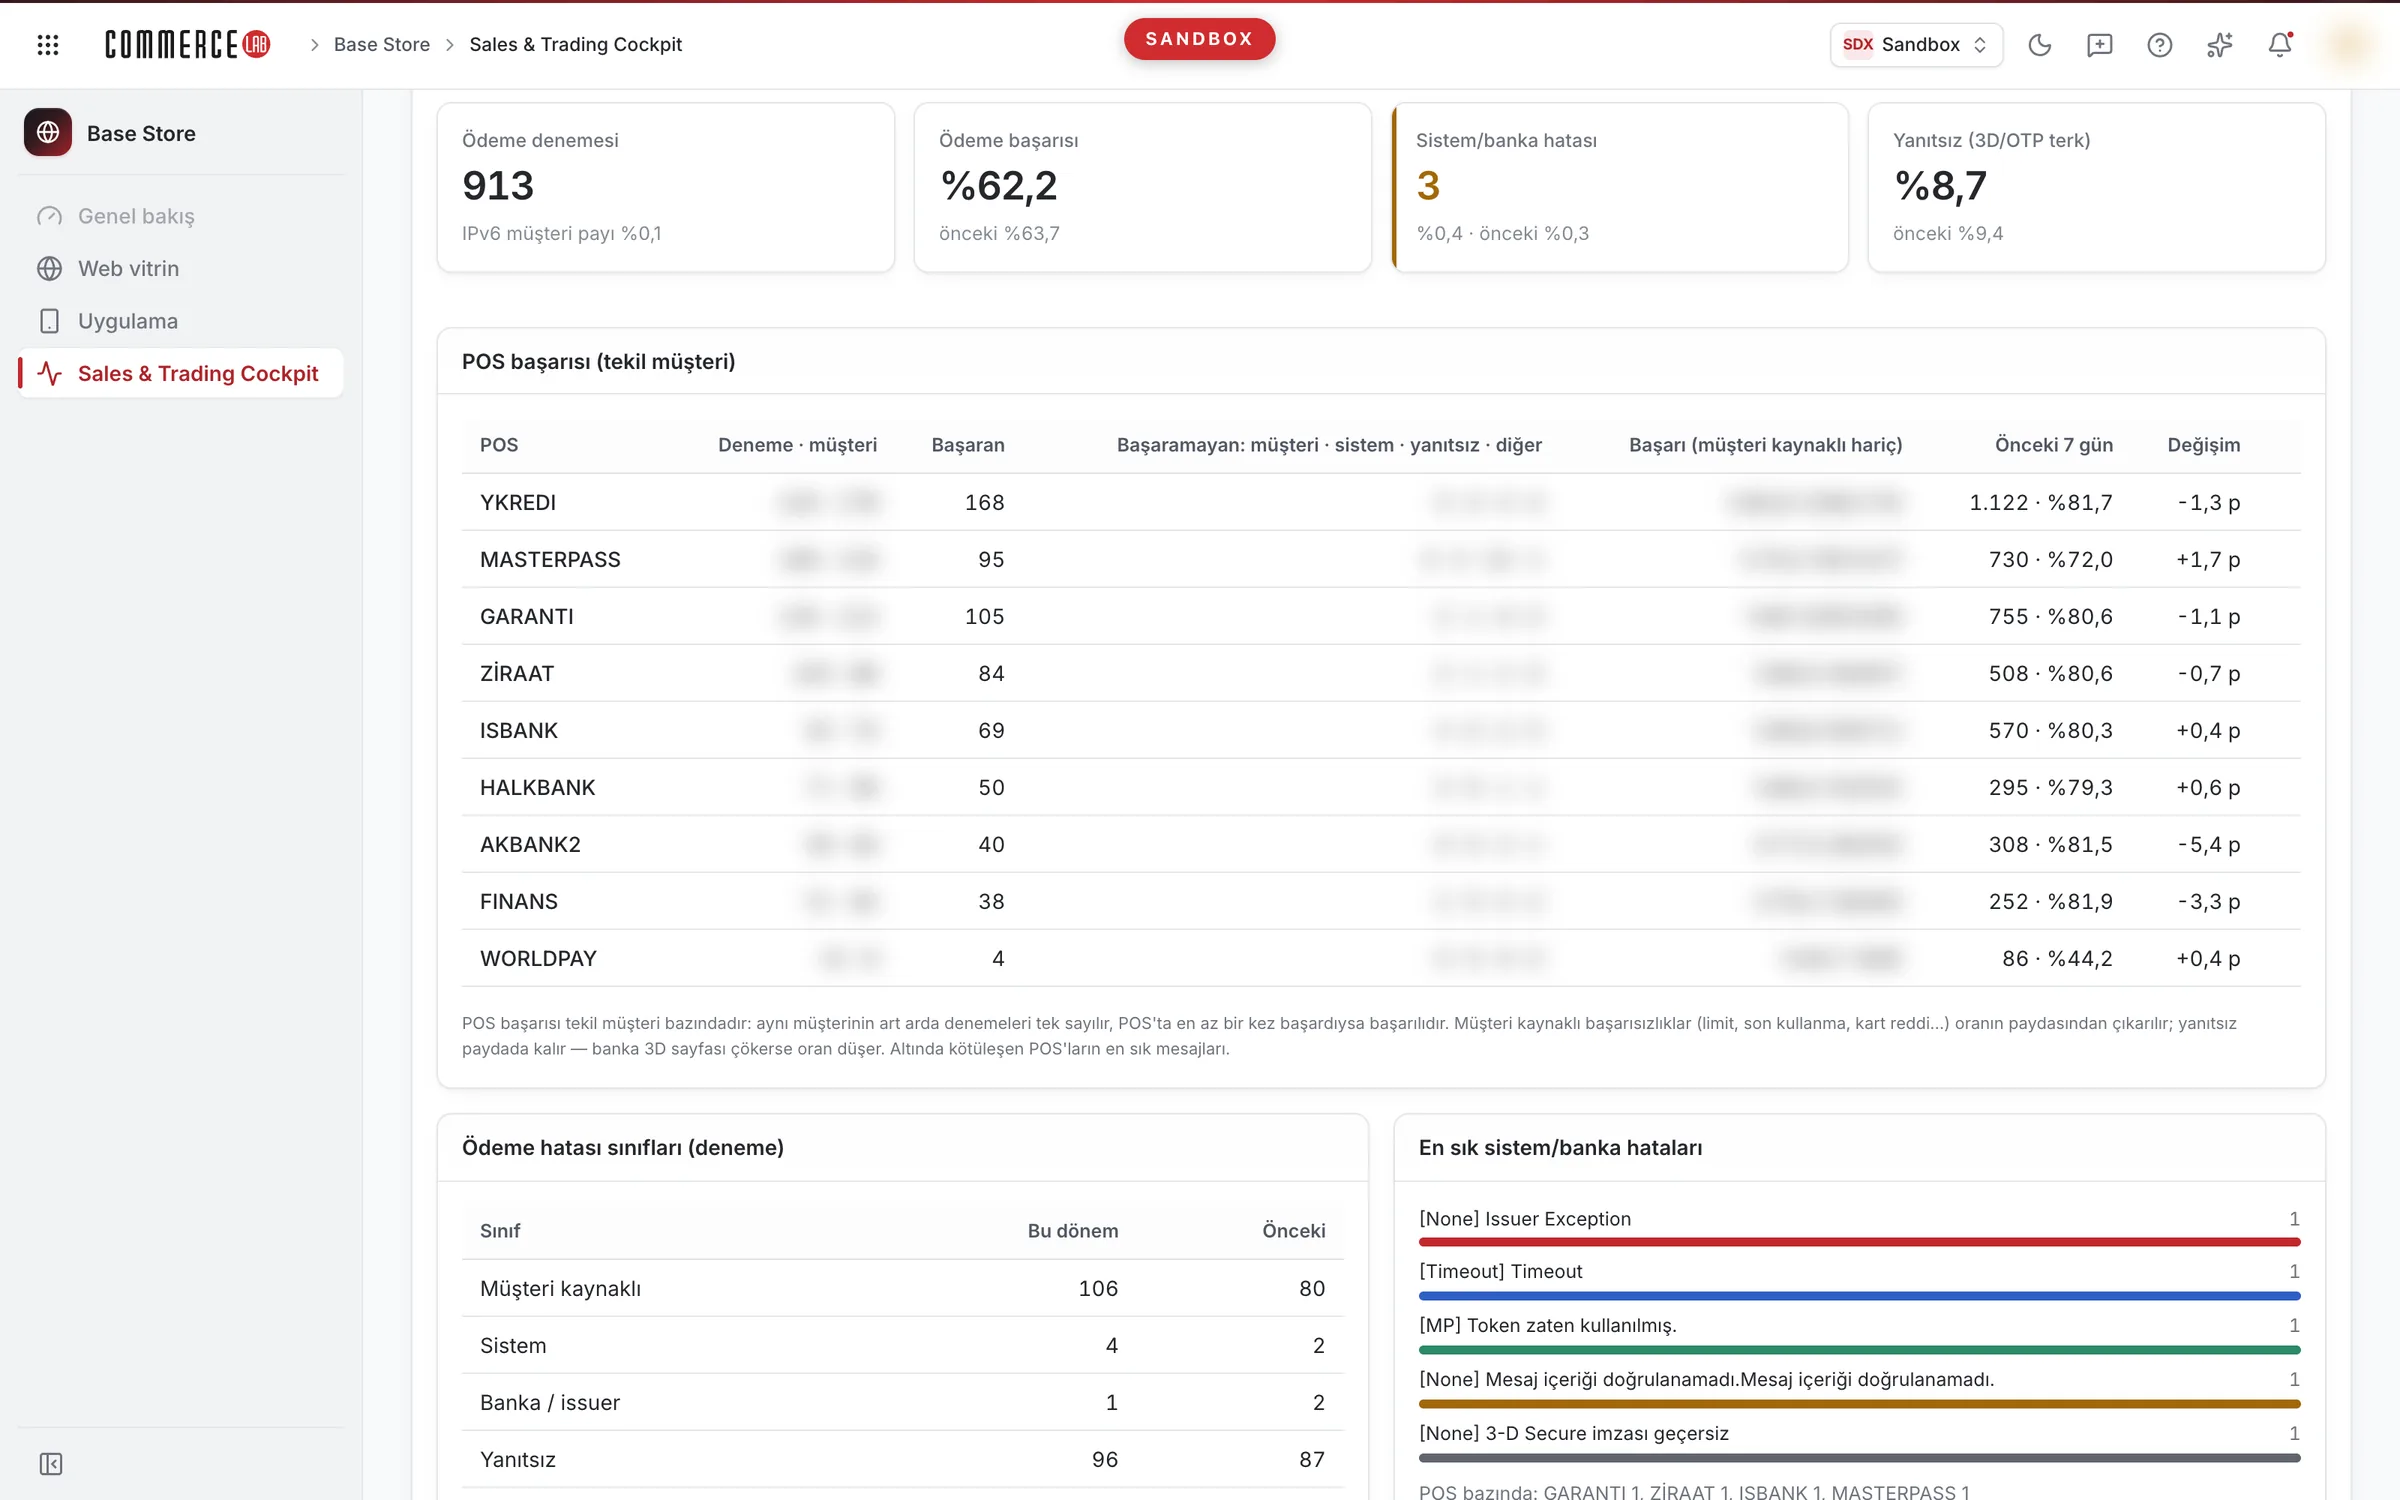 COMMERCE LAB
Base Store
Sales & Trading Cockpit
SANDBOX
SDX Sandbox
Base Store
Genel bakış
Web vitrin
Uygulama
Sales & Trading Cockpit
Ödeme denemesi
913
IPv6 müşteri payı %0,1
Ödeme başarısı
%62,2
önceki %63,7
Sistem/banka hatası
3
%0,4 · önceki %0,3
Yanıtsız (3D/OTP terk)
%8,7
önceki %9,4
POS başarısı (tekil müşteri)
POS Deneme · müşteri Başaran Başaramayan: müşteri · sistem · yanıtsız · diğer Başarı (müşteri kaynaklı hariç) Önceki 7 gün Değişim
YKREDI 168 1.122 · %81,7 -1,3 p
MASTERPASS 95 730 · %72,0 +1,7 p
GARANTI 105 755 · %80,6 -1,1 p
ZİRAAT 84 508 · %80,6 -0,7 p
ISBANK 69 570 · %80,3 +0,4 p
HALKBANK 50 295 · %79,3 +0,6 p
AKBANK2 40 308 · %81,5 -5,4 p
FINANS 38 252 · %81,9 -3,3 p
WORLDPAY 4 86 · %44,2 +0,4 p
POS başarısı tekil müşteri bazındadır: aynı müşterinin art arda denemeleri tek sayılır, POS'ta en az bir kez başardıysa başarılıdır. Müşteri kaynaklı başarısızlıklar (limit, son kullanma, kart reddi…) oranın paydasından çıkarılır; yanıtsız
paydada kalır — banka 3D sayfası çökerse oran düşer. Altında kötüleşen POS'ların en sık mesajları.
Ödeme hatası sınıfları (deneme)
Sınıf Bu dönem Önceki
Müşteri kaynaklı 106 80
Sistem 4 2
Banka / issuer 1 2
Yanıtsız 96 87
En sık sistem/banka hataları
[None] Issuer Exception 1
[Timeout] Timeout 1
[MP] Token zaten kullanılmış. 1
[None] Mesaj içeriği doğrulanamadı.Mesaj içeriği doğrulanamadı. 1
[None] 3-D Secure imzası geçersiz 1
POS bazında: GARANTI 1, ZİRAAT 1, ISBANK 1, MASTERPASS 1